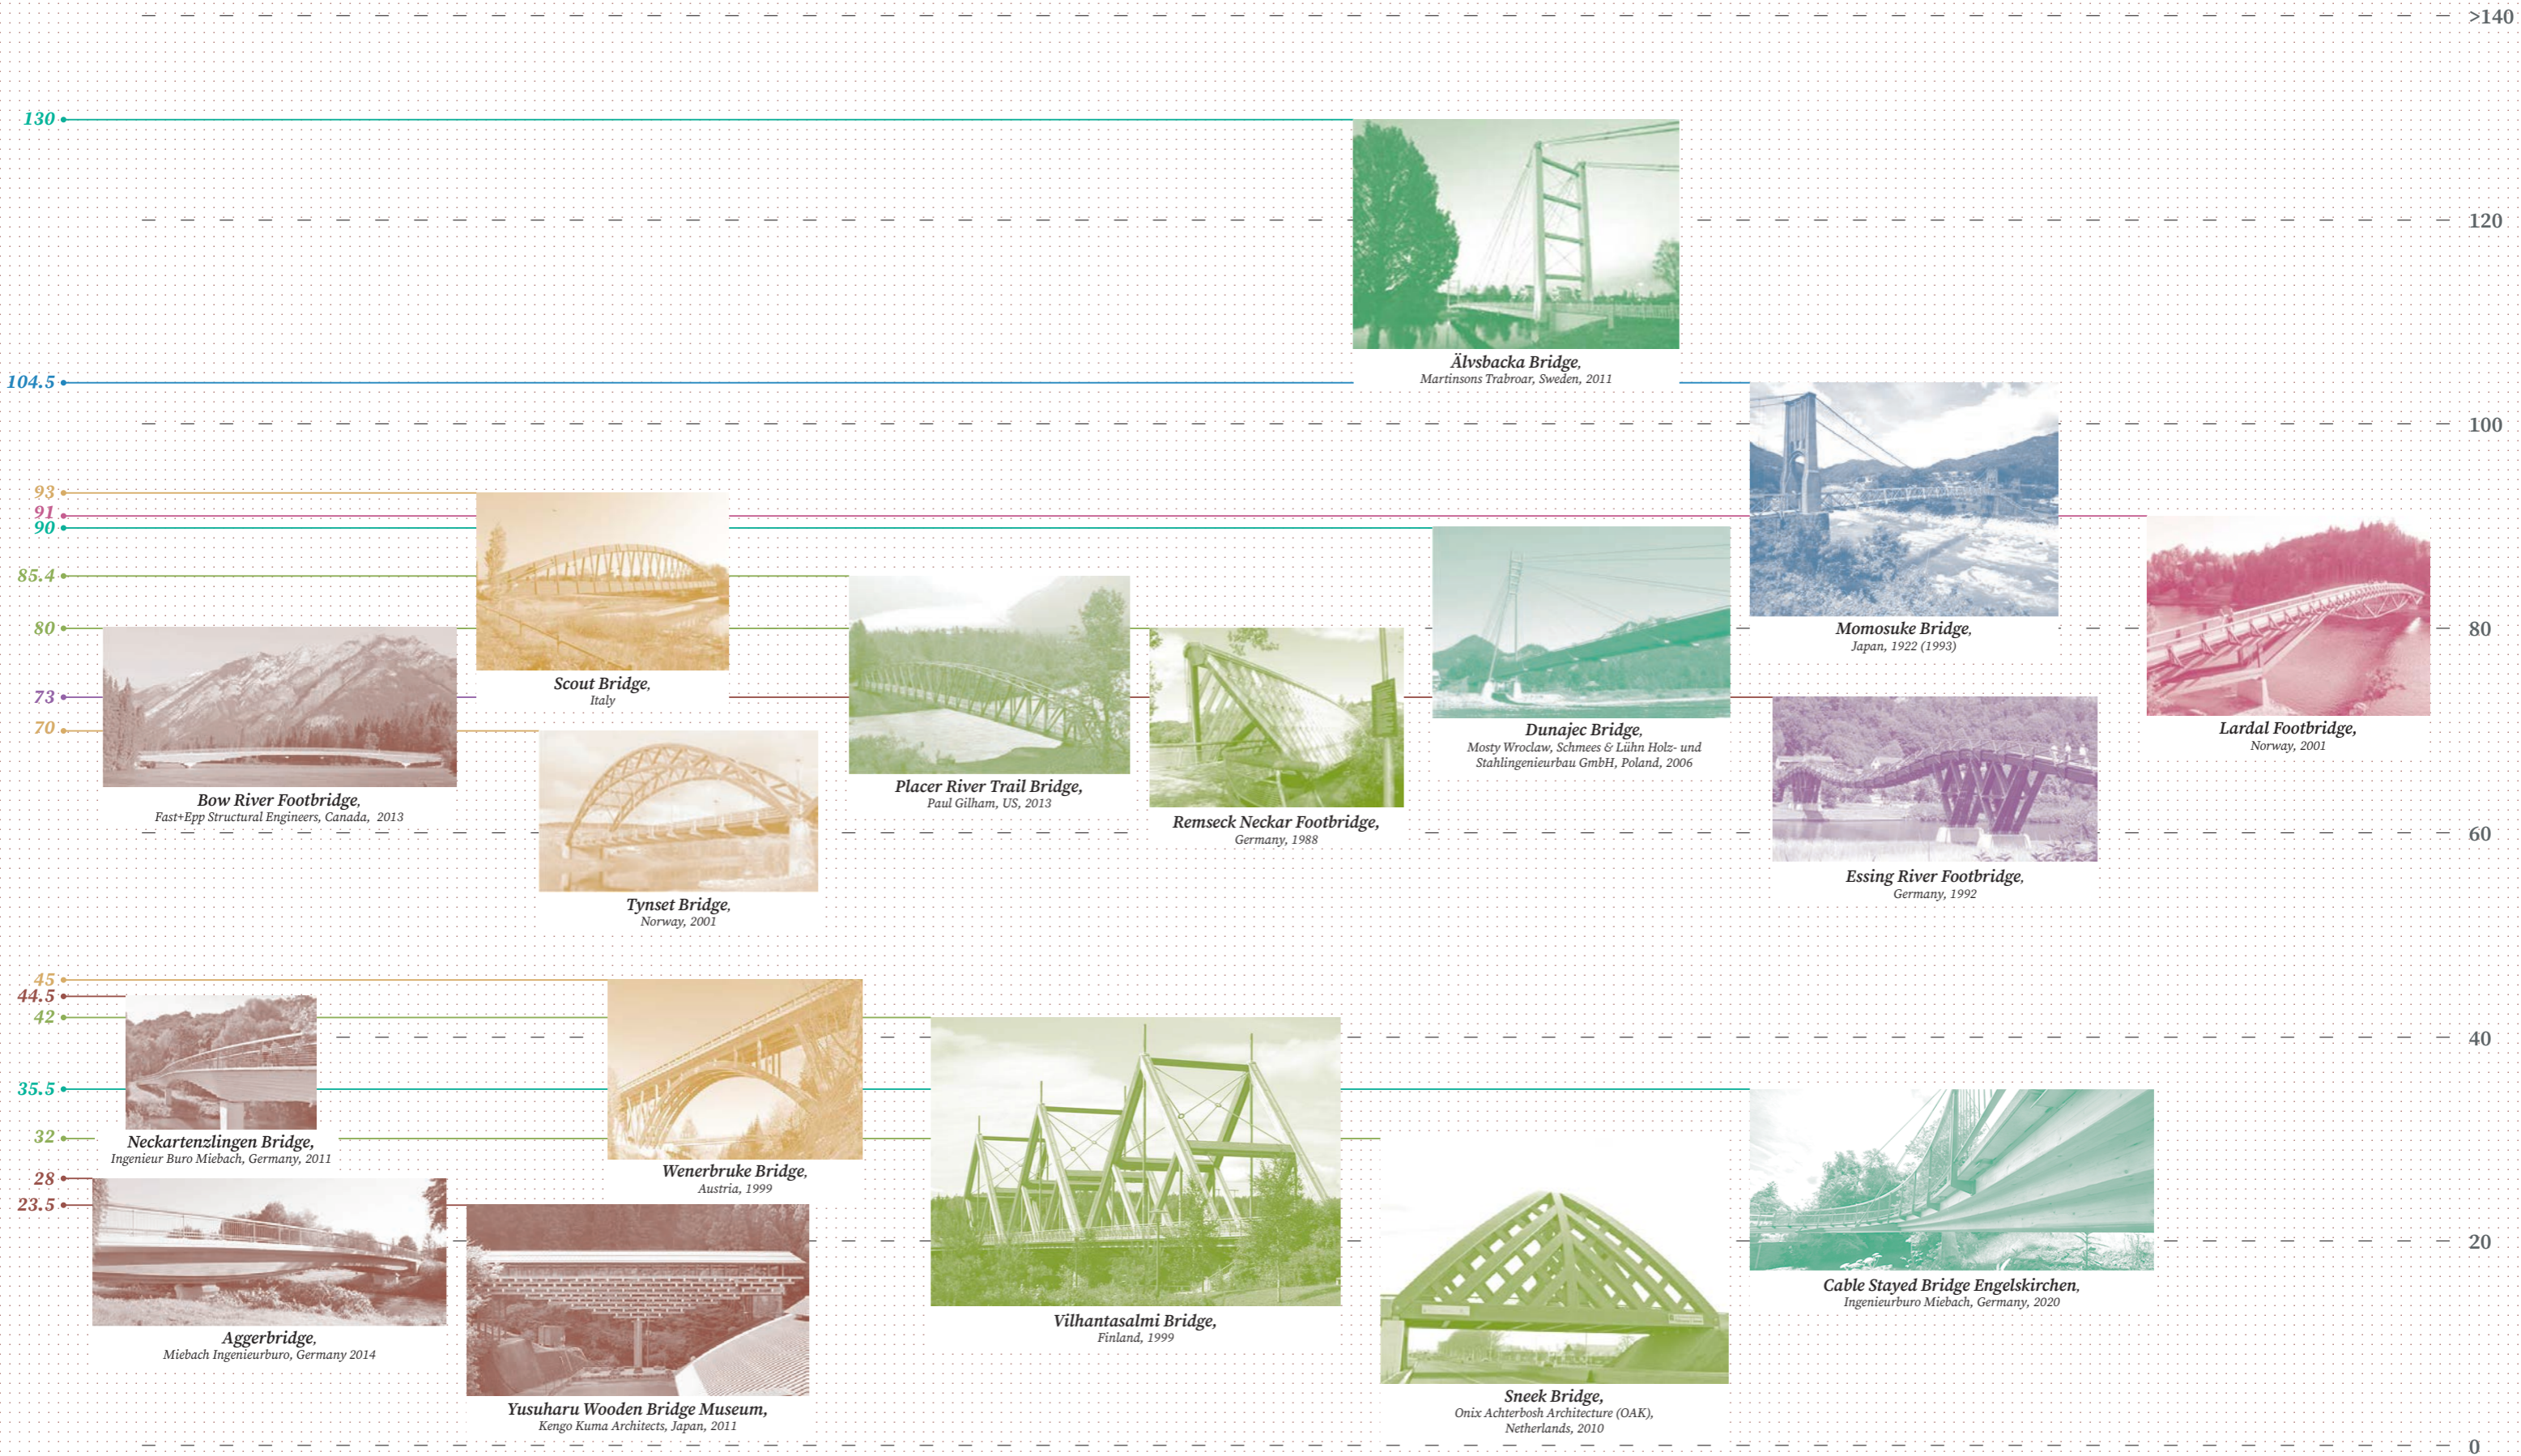 >140
130
Älvsbacka Bridge,
Martinsons Trabroar, Sweden, 2011
120
104.5
100
93
91
90
85.4
80
73
70
Scout Bridge,
Italy
Momosuke Bridge,
Japan, 1922 (1993)
80
Bow River Footbridge,
Fast+Epp Structural Engineers, Canada, 2013
Placer River Trail Bridge,
Paul Gilham, US, 2013
Remseck Neckar Footbridge,
Germany, 1988
Dunajec Bridge,
Mosty Wroclaw, Schmees & Lühn Holz- und
Stahlingenieurbau GmbH, Poland, 2006
Lardal Footbridge,
Norway, 2001
60
Tynset Bridge,
Norway, 2001
Essing River Footbridge,
Germany, 1992
45
44.5
42
40
35.5
32
28
23.5
Neckartenzlingen Bridge,
Ingenieur Buro Miebach, Germany, 2011
Wenerbruke Bridge,
Austria, 1999
20
Aggerbridge,
Miebach Ingenieurburo, Germany 2014
Vilhantasalmi Bridge,
Finland, 1999
Cable Stayed Bridge Engelskirchen,
Ingenieurburo Miebach, Germany, 2020
Yusuharu Wooden Bridge Museum,
Kengo Kuma Architects, Japan, 2011
Sneek Bridge,
Onix Achterbosh Architecture (OAK),
Netherlands, 2010
0